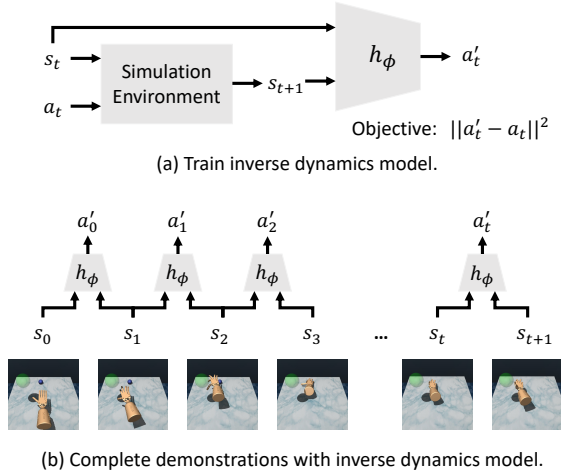 s_t
a_t
Simulation
Environment
s_{t+1}
h_ϕ
a'_t
Objective: ||a'_t − a_t||²
(a) Train inverse dynamics model.
a'_0 a'_1 a'_2 a'_t
h_ϕ h_ϕ h_ϕ h_ϕ
s_0 s_1 s_2 s_3 ... s_t s_{t+1}
(b) Complete demonstrations with inverse dynamics model.